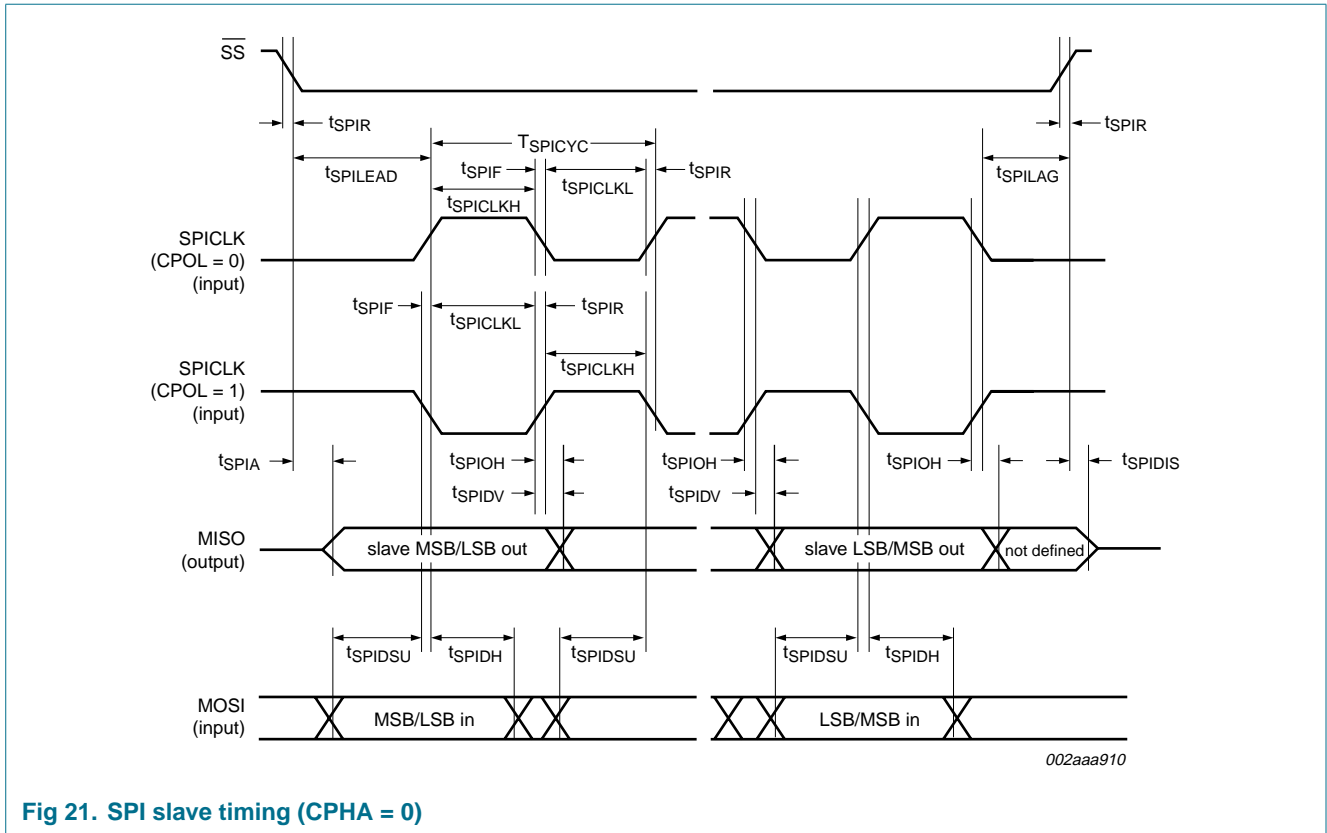 SS
tSPIR
tSPIR
TSPICYC
tSPILEAD
tSPIF
tSPICLKL
tSPIR
tSPILAG
tSPICLKH
SPICLK
(CPOL = 0)
(input)
tSPIF
tSPICLKL
tSPIR
tSPICLKH
SPICLK
(CPOL = 1)
(input)
tSPIA
tSPIOH
tSPIOH
tSPIOH
tSPIDIS
tSPIDV
tSPIDV
MISO
(output)
slave MSB/LSB out
slave LSB/MSB out
not defined
tSPIDSU
tSPIDH
tSPIDSU
tSPIDSU
tSPIDH
MOSI
(input)
MSB/LSB in
LSB/MSB in
002aaa910
Fig 21. SPI slave timing (CPHA = 0)